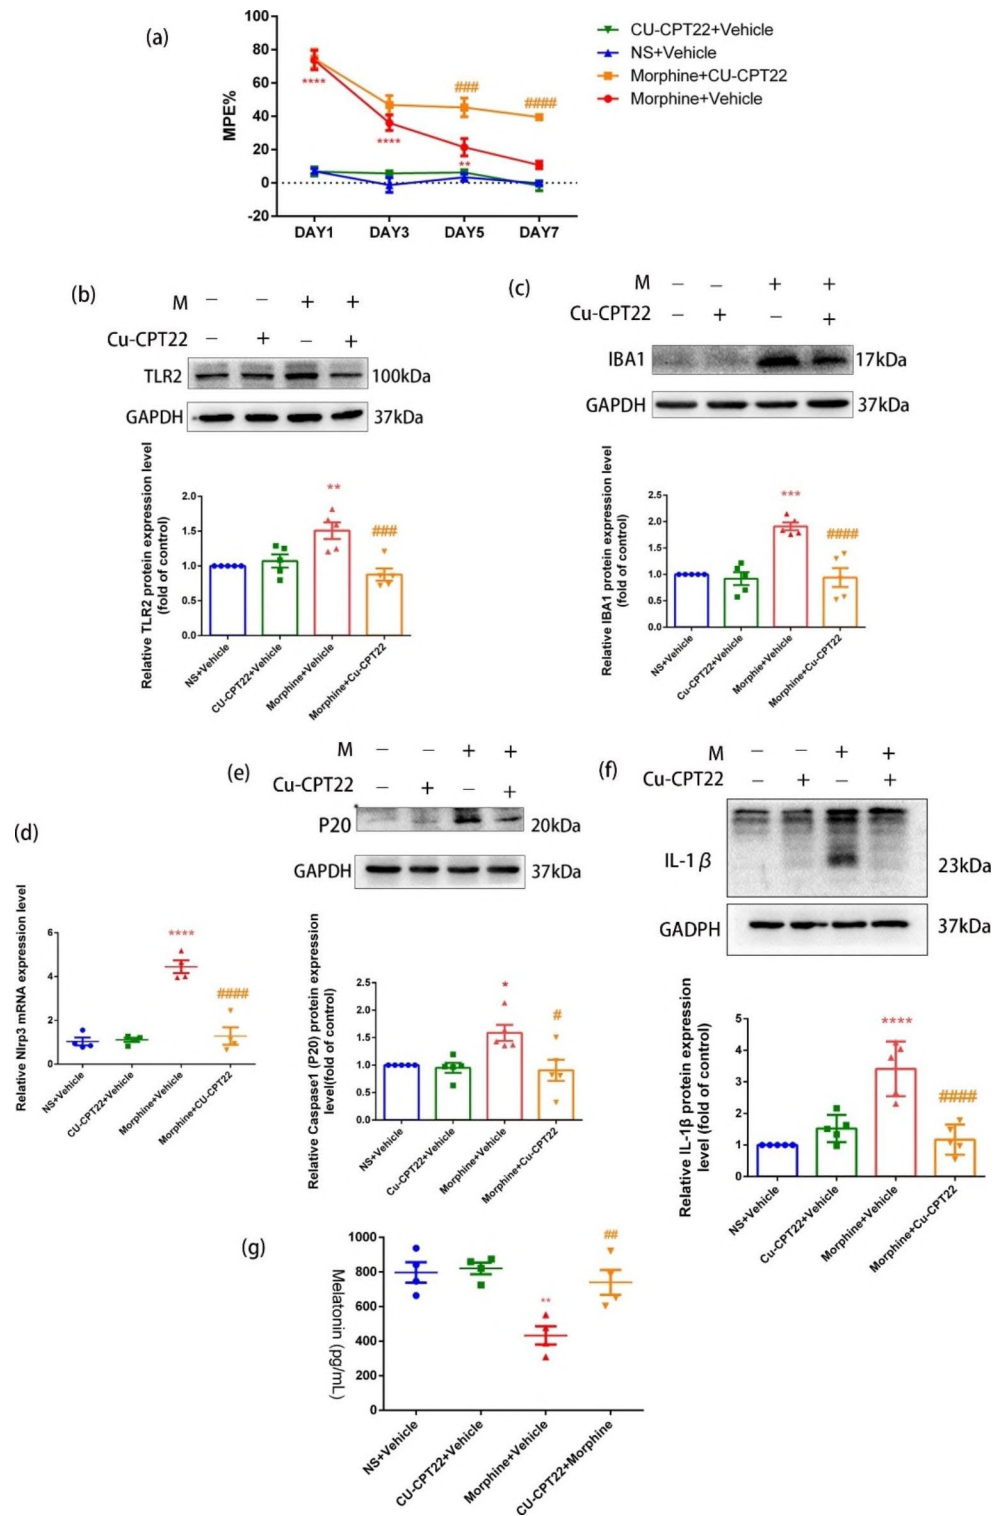 (a)
MPE%
100
80
60
40
20
0
-20
DAY1 DAY3 DAY5 DAY7
****
****
**
###
####
CU-CPT22+Vehicle
NS+Vehicle
Morphine+CU-CPT22
Morphine+Vehicle
(b)
M − − + +
Cu-CPT22 − + − +
TLR2 100kDa
GAPDH 37kDa
Relative TLR2 protein expression level
(fold of control)
2.0
1.5
1.0
0.5
0.0
**
###
NS+Vehicle
CU-CPT22+Vehicle
Morphine+Vehicle
Morphine+Cu-CPT22
(c)
M − − + +
Cu-CPT22 − + − +
IBA1 17kDa
GAPDH 37kDa
Relative IBA1 protein expression level
(fold of control)
2.5
2.0
1.5
1.0
0.5
0.0
***
####
NS+Vehicle
Cu-CPT22+Vehicle
Morphie+Vehicle
Morphine+Cu-CPT22
(d)
Relative Nlrp3 mRNA expression level
6
4
2
0
****
####
NS+Vehicle
CU-CPT22+Vehicle
Morphine+Vehicle
Morphine+CU-CPT22
(e)
M − − + +
Cu-CPT22 − + − +
P20 20kDa
GAPDH 37kDa
Relative Caspase1 (P20) protein expression
level(fold of control)
2.5
2.0
1.5
1.0
0.5
0.0
*
#
NS+Vehicle
Cu-CPT22+Vehicle
Morphine+Vehicle
Morphine+Cu-CPT22
(f)
M − − + +
Cu-CPT22 − + − +
IL-1β 23kDa
GADPH 37kDa
Relative IL-1β protein expression
level (fold of control)
5
4
3
2
1
0
****
####
NS+Vehicle
Cu-CPT22+Vehicle
Morphine+Vehicle
Morphine+Cu-CPT22
(g)
Melatonin (pg/mL)
1000
800
600
400
200
0
**
##
NS+Vehicle
CU-CPT22+Vehicle
Morphine+Vehicle
CU-CPT22+Morphine